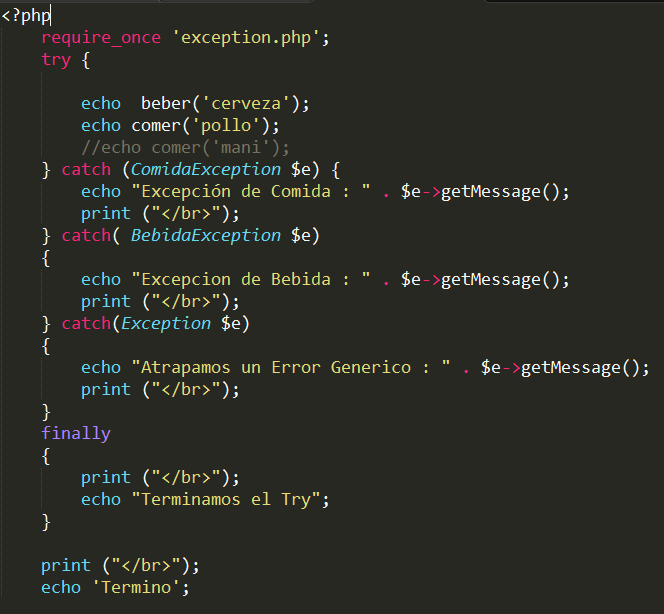 <?php
require_once 'exception.php';
try {
echo  beber('cerveza');
echo comer('pollo');
//echo comer('mani');
} catch (ComidaException $e) {
echo "Excepción de Comida : " . $e->getMessage();
print ("</br>");
} catch( BebidaException $e)
{
echo "Excepcion de Bebida : " . $e->getMessage();
print ("</br>");
} catch(Exception $e)
{
echo "Atrapamos un Error Generico : " . $e->getMessage();
print ("</br>");
}
finally
{
print ("</br>");
echo "Terminamos el Try";
}
print ("</br>");
echo 'Termino';